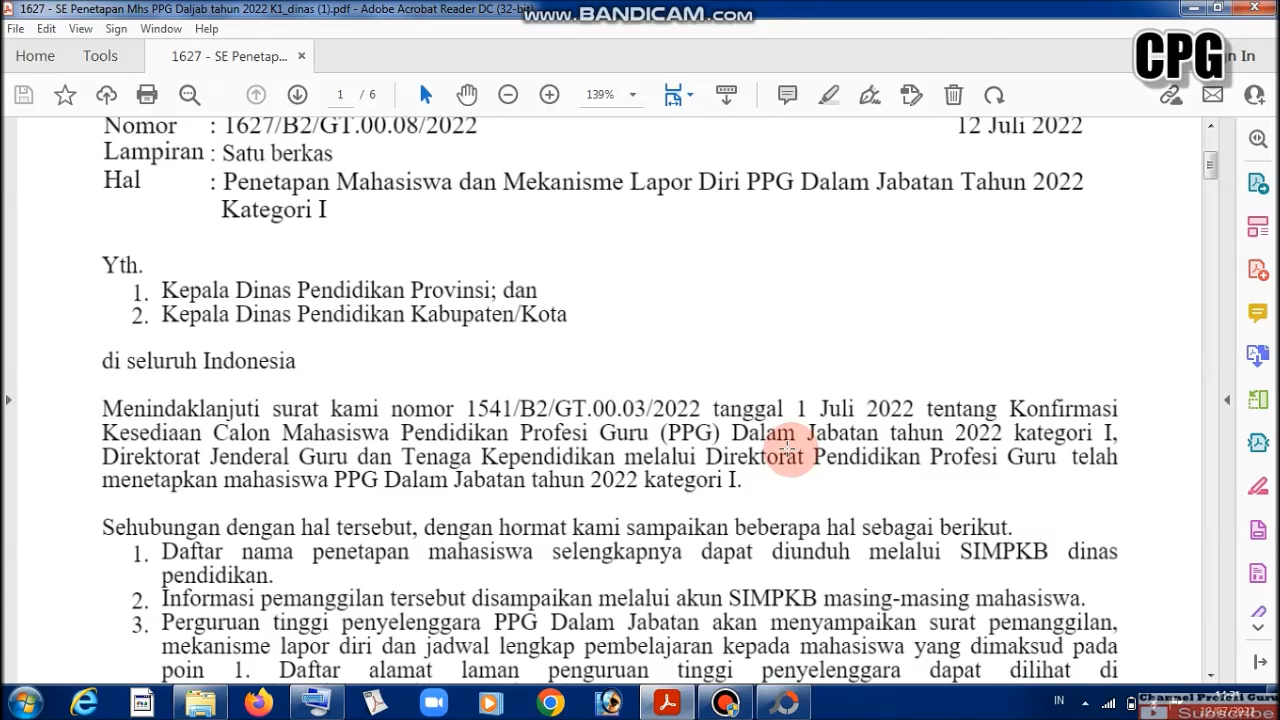 1627 - SE Penetapan Mhs PPG Daljab tahun 2022 K1_dinas (1).pdf - Adobe Acrobat Reader DC (32-bit)
www.BANDICAM.com
File Edit View Sign Window Help
Home Tools 1627 - SE Penetap... × CPG Sign In
1 / 6 139%
Nomor : 1627/B2/GT.00.08/2022 12 Juli 2022
Lampiran : Satu berkas
Hal : Penetapan Mahasiswa dan Mekanisme Lapor Diri PPG Dalam Jabatan Tahun 2022
Kategori I
Yth.
1. Kepala Dinas Pendidikan Provinsi; dan
2. Kepala Dinas Pendidikan Kabupaten/Kota
di seluruh Indonesia
Menindaklanjuti surat kami nomor 1541/B2/GT.00.03/2022 tanggal 1 Juli 2022 tentang Konfirmasi
Kesediaan Calon Mahasiswa Pendidikan Profesi Guru (PPG) Dalam Jabatan tahun 2022 kategori I,
Direktorat Jenderal Guru dan Tenaga Kependidikan melalui Direktorat Pendidikan Profesi Guru telah
menetapkan mahasiswa PPG Dalam Jabatan tahun 2022 kategori I.
Sehubungan dengan hal tersebut, dengan hormat kami sampaikan beberapa hal sebagai berikut.
1. Daftar nama penetapan mahasiswa selengkapnya dapat diunduh melalui SIMPKB dinas
pendidikan.
2. Informasi pemanggilan tersebut disampaikan melalui akun SIMPKB masing-masing mahasiswa.
3. Perguruan tinggi penyelenggara PPG Dalam Jabatan akan menyampaikan surat pemanggilan,
mekanisme lapor diri dan jadwal lengkap pembelajaran kepada mahasiswa yang dimaksud pada
poin 1. Daftar alamat laman penguruan tinggi penyelenggara dapat dilihat di
IN
Channel Profesi Guru
Subscribe